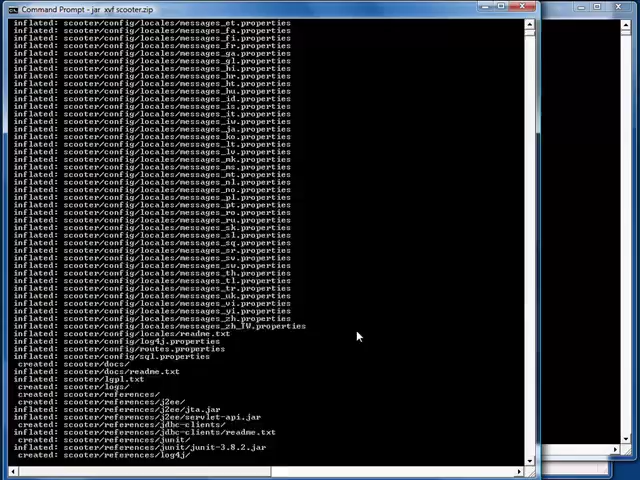 Command Prompt - jar xvf scooter.zip
inflated: scooter/config/locales/messages_et.properties
inflated: scooter/config/locales/messages_fa.properties
inflated: scooter/config/locales/messages_fi.properties
inflated: scooter/config/locales/messages_fr.properties
inflated: scooter/config/locales/messages_ga.properties
inflated: scooter/config/locales/messages_gl.properties
inflated: scooter/config/locales/messages_hi.properties
inflated: scooter/config/locales/messages_hr.properties
inflated: scooter/config/locales/messages_ht.properties
inflated: scooter/config/locales/messages_hu.properties
inflated: scooter/config/locales/messages_id.properties
inflated: scooter/config/locales/messages_is.properties
inflated: scooter/config/locales/messages_it.properties
inflated: scooter/config/locales/messages_iw.properties
inflated: scooter/config/locales/messages_ja.properties
inflated: scooter/config/locales/messages_ko.properties
inflated: scooter/config/locales/messages_lt.properties
inflated: scooter/config/locales/messages_lv.properties
inflated: scooter/config/locales/messages_mk.properties
inflated: scooter/config/locales/messages_ms.properties
inflated: scooter/config/locales/messages_mt.properties
inflated: scooter/config/locales/messages_nl.properties
inflated: scooter/config/locales/messages_no.properties
inflated: scooter/config/locales/messages_pl.properties
inflated: scooter/config/locales/messages_pt.properties
inflated: scooter/config/locales/messages_ro.properties
inflated: scooter/config/locales/messages_ru.properties
inflated: scooter/config/locales/messages_sk.properties
inflated: scooter/config/locales/messages_sl.properties
inflated: scooter/config/locales/messages_sq.properties
inflated: scooter/config/locales/messages_sr.properties
inflated: scooter/config/locales/messages_sv.properties
inflated: scooter/config/locales/messages_sw.properties
inflated: scooter/config/locales/messages_th.properties
inflated: scooter/config/locales/messages_tl.properties
inflated: scooter/config/locales/messages_tr.properties
inflated: scooter/config/locales/messages_uk.properties
inflated: scooter/config/locales/messages_vi.properties
inflated: scooter/config/locales/messages_yi.properties
inflated: scooter/config/locales/messages_zh.properties
inflated: scooter/config/locales/messages_zh_TW.properties
inflated: scooter/config/locales/readme.txt
inflated: scooter/config/log4j.properties
inflated: scooter/config/routes.properties
inflated: scooter/config/sql.properties
created: scooter/docs/
inflated: scooter/docs/readme.txt
inflated: scooter/lgpl.txt
created: scooter/logs/
created: scooter/references/
created: scooter/references/j2ee/
inflated: scooter/references/j2ee/jta.jar
inflated: scooter/references/j2ee/servlet-api.jar
created: scooter/references/jdbc-clients/
inflated: scooter/references/jdbc-clients/readme.txt
created: scooter/references/junit/
inflated: scooter/references/junit/junit-3.8.2.jar
created: scooter/references/log4j/